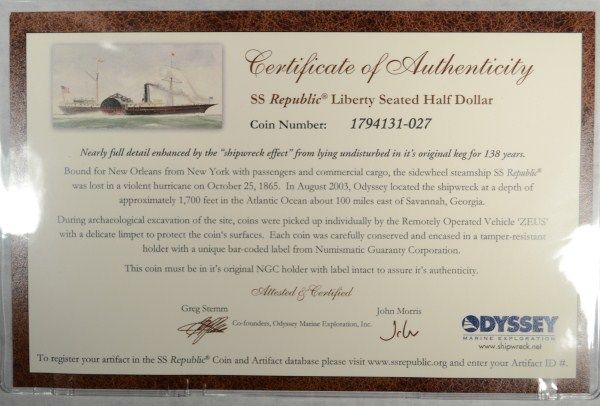 Certificate of Authenticity
SS Republic® Liberty Seated Half Dollar
Coin Number: 1794131-027
Nearly full detail enhanced by the "shipwreck effect" from lying undisturbed in it's original keg for 138 years.
Bound for New Orleans from New York with passengers and commercial cargo, the sidewheel steamship SS Republic®
was lost in a violent hurricane on October 25, 1865. In August 2003, Odyssey located the shipwreck at a depth of
approximately 1,700 feet in the Atlantic Ocean about 100 miles east of Savannah, Georgia.
During archaeological excavation of the site, coins were picked up individually by the Remotely Operated Vehicle 'ZEUS'
with a delicate limpet to protect the coin's surfaces. Each coin was carefully conserved and encased in a tamper-resistant
holder with a unique bar-coded label from Numismatic Guaranty Corporation.
This coin must be in it's original NGC holder with label intact to assure it's authenticity.
Attested & Certified
Greg Stemm
John Morris
Co-founders, Odyssey Marine Exploration, Inc.
ODYSSEY
MARINE EXPLORATION
www.shipwreck.net
To register your artifact in the SS Republic® Coin and Artifact database please visit www.ssrepublic.org and enter your Artifact ID #.